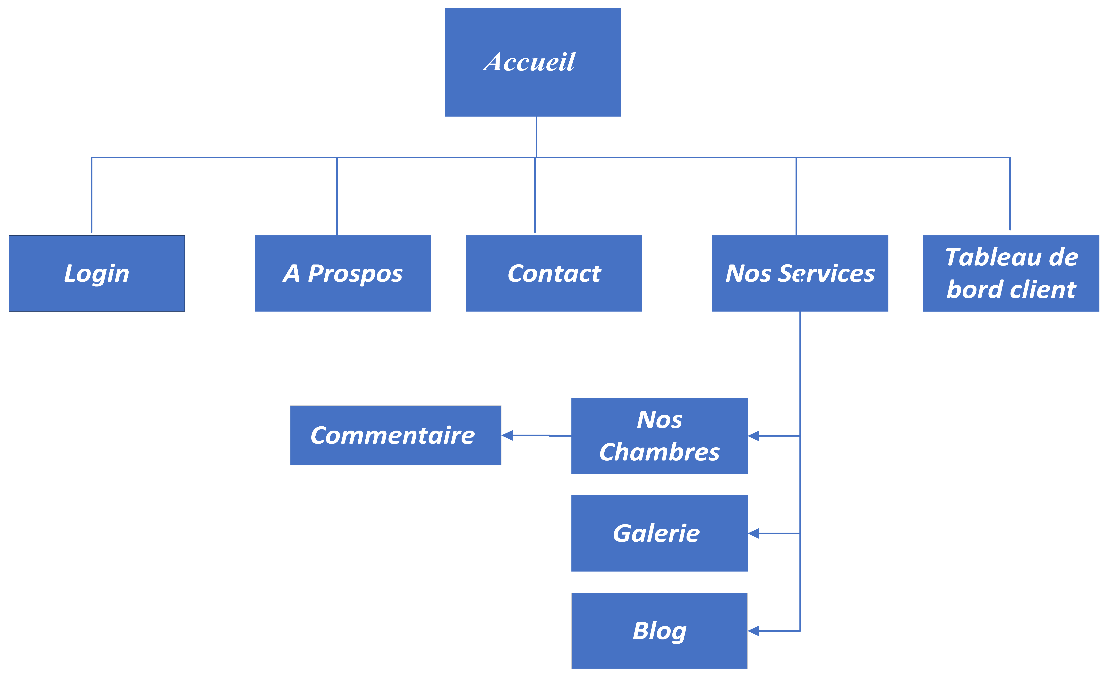 Accueil
Login
A Prospos
Contact
Nos Services
Tableau de
bord client
Commentaire
Nos
Chambres
Galerie
Blog